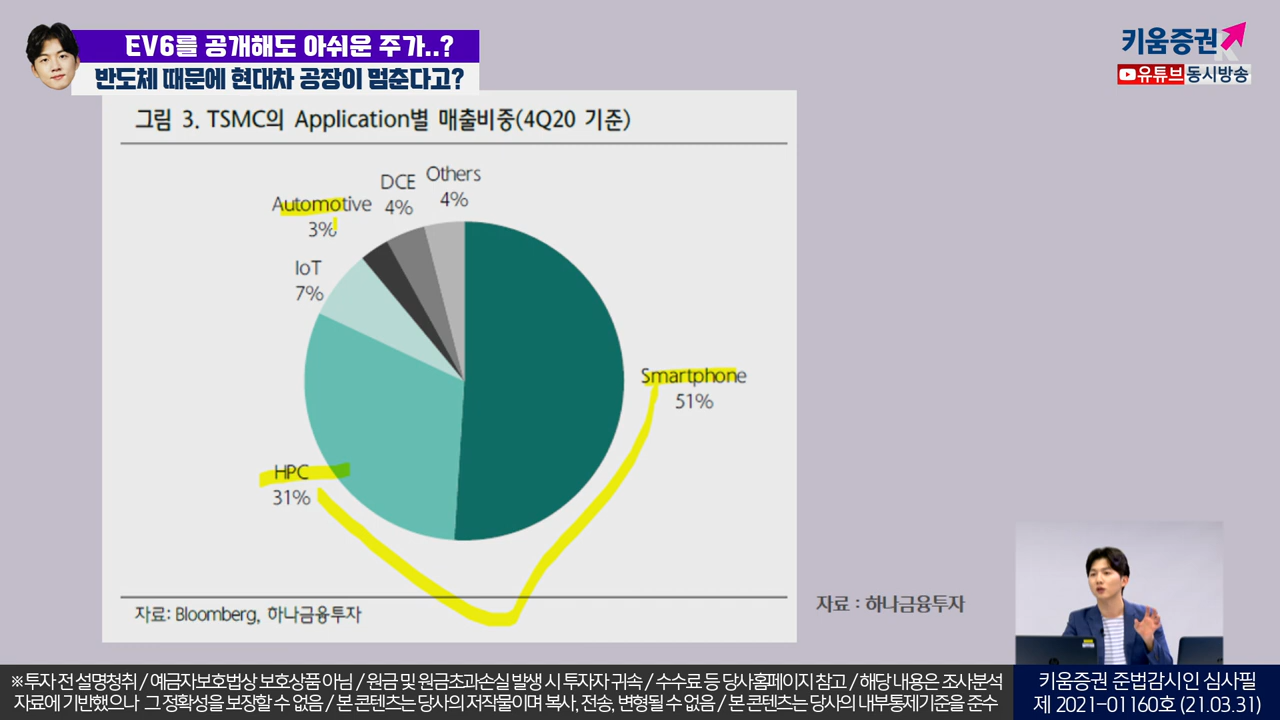 EV6를 공개해도 아쉬운 주가..?
반도체 때문에 현대차 공장이 멈춘다고?
키움증권
유튜브 동시방송
그림 3. TSMC의 Application별 매출비중(4Q20 기준)
Others
4%
DCE
4%
Automotive
3%
IoT
7%
Smartphone
51%
HPC
31%
자료: Bloomberg, 하나금융투자
자료 : 하나금융투자
※투자 전 설명청취 / 예금자보호법상 보호상품 아님 / 원금 및 원금초과손실 발생 시 투자자 귀속 / 수수료 등 당사홈페이지 참고 / 해당 내용은 조사분석
자료에 기반했으나 그 정확성을 보장할 수 없음 / 본 콘텐츠는 당사의 저작물이며 복사, 전송, 변형될 수 없음 / 본 콘텐츠는 당사의 내부통제기준을 준수
키움증권 준법감시인 심사필
제 2021-01160호 (21.03.31)